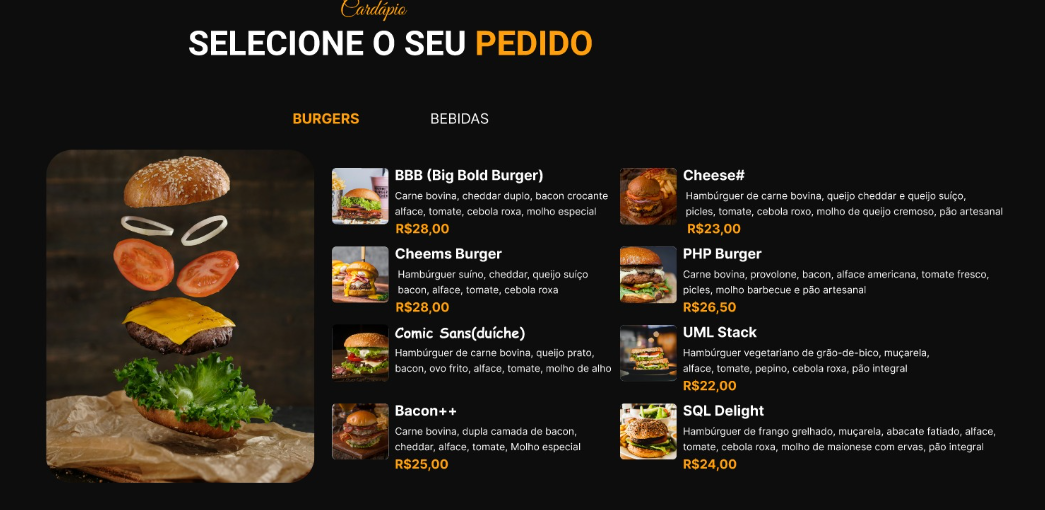 Cardápio
SELECIONE O SEU PEDIDO
BURGERS
BEBIDAS
BBB (Big Bold Burger)
Carne bovina, cheddar duplo, bacon crocante
alface, tomate, cebola roxa, molho especial
R$28,00
Cheems Burger
Hambúrguer suíno, cheddar, queijo suíço
bacon, alface, tomate, cebola roxa
R$28,00
Comic Sans(duíche)
Hambúrguer de carne bovina, queijo prato,
bacon, ovo frito, alface, tomate, molho de alho
Bacon++
Carne bovina, dupla camada de bacon,
cheddar, alface, tomate, Molho especial
R$25,00
Cheese#
Hambúrguer de carne bovina, queijo cheddar e queijo suíço,
picles, tomate, cebola roxo, molho de queijo cremoso, pão artesanal
R$23,00
PHP Burger
Carne bovina, provolone, bacon, alface americana, tomate fresco,
picles, molho barbecue e pão artesanal
R$26,50
UML Stack
Hambúrguer vegetariano de grão-de-bico, muçarela,
alface, tomate, pepino, cebola roxa, pão integral
R$22,00
SQL Delight
Hambúrguer de frango grelhado, muçarela, abacate fatiado, alface,
tomate, cebola roxa, molho de maionese com ervas, pão integral
R$24,00